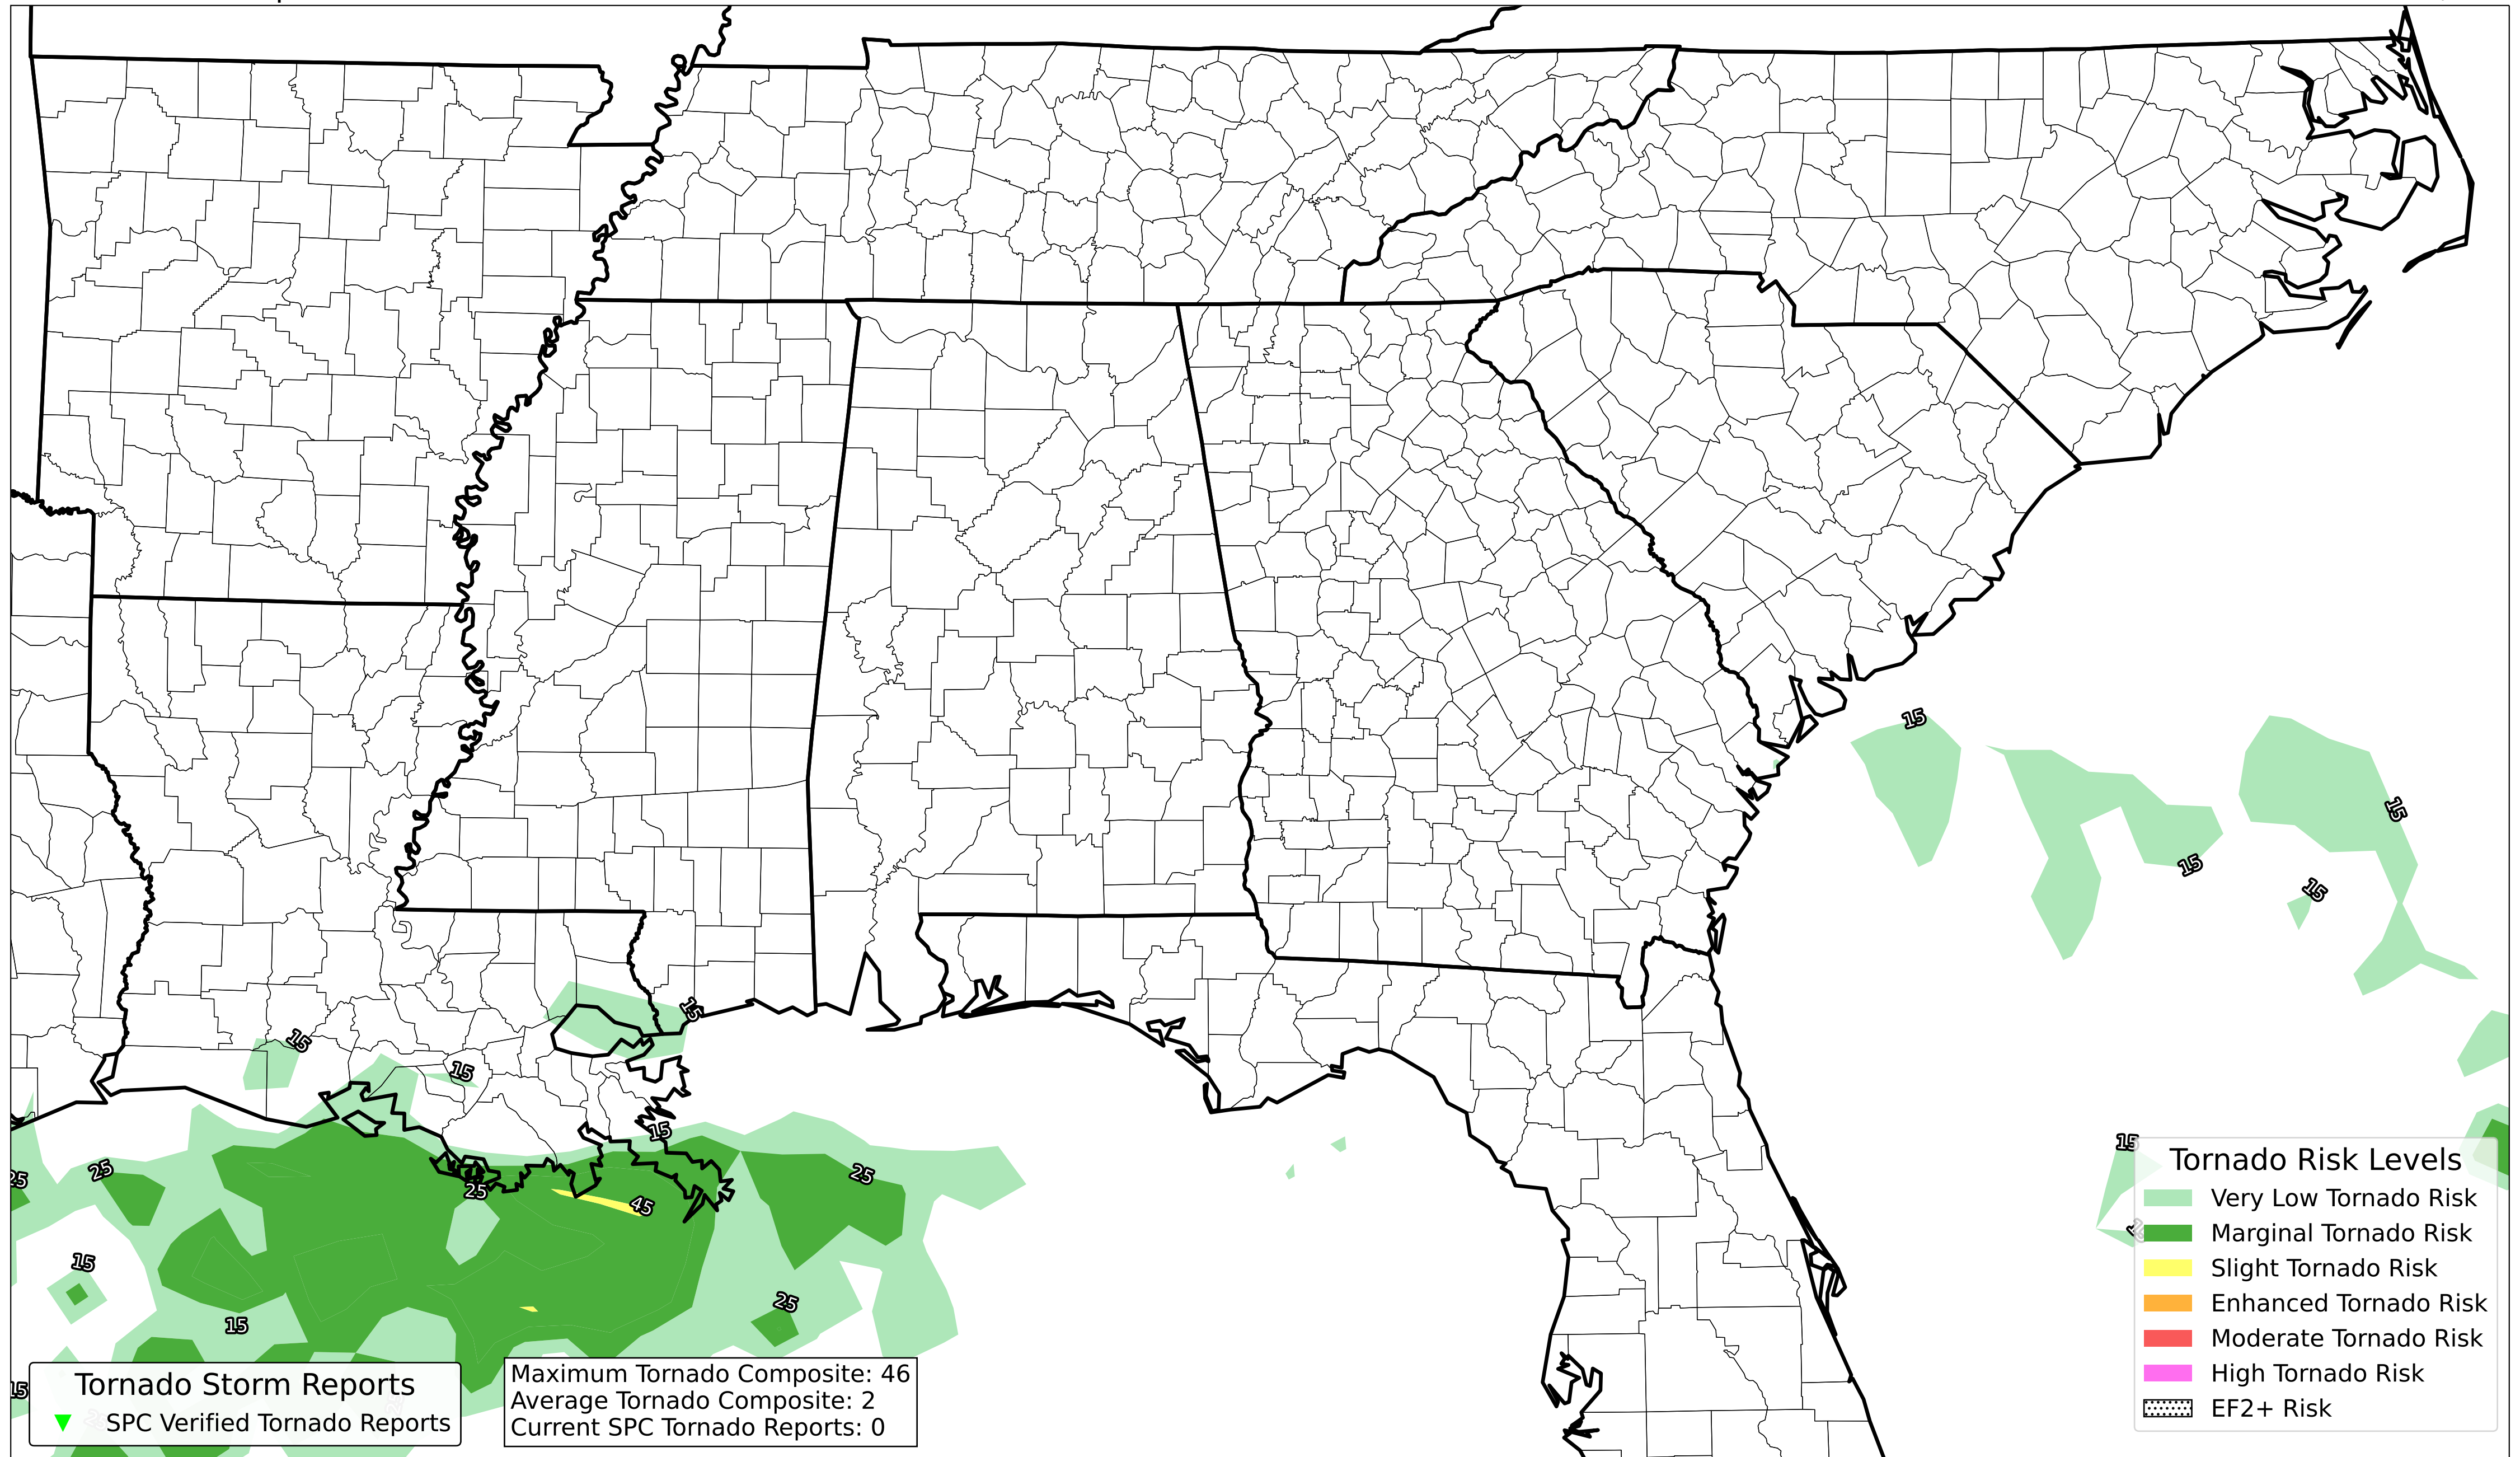 15
15
15
15
15
15
15
15
15
25
25
25
25
45
15
15
25
15
15
Tornado Risk Levels
Very Low Tornado Risk
Marginal Tornado Risk
Slight Tornado Risk
Enhanced Tornado Risk
Moderate Tornado Risk
High Tornado Risk
EF2+ Risk
Tornado Storm Reports
SPC Verified Tornado Reports
Maximum Tornado Composite: 46
Average Tornado Composite: 2
Current SPC Tornado Reports: 0